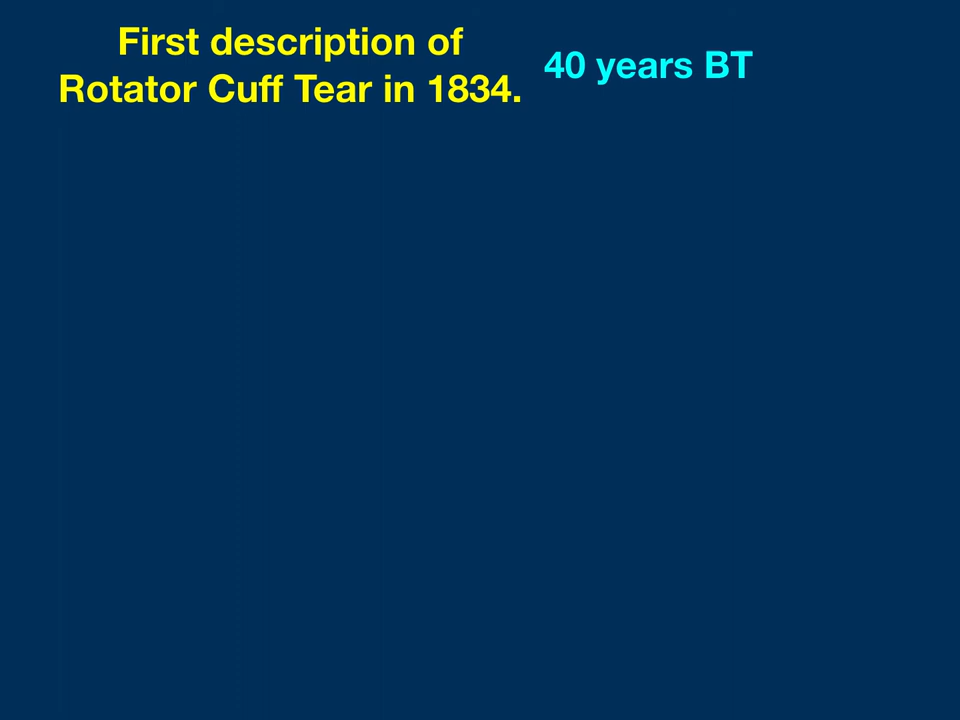 First description of
Rotator Cuff Tear in 1834.
40 years BT